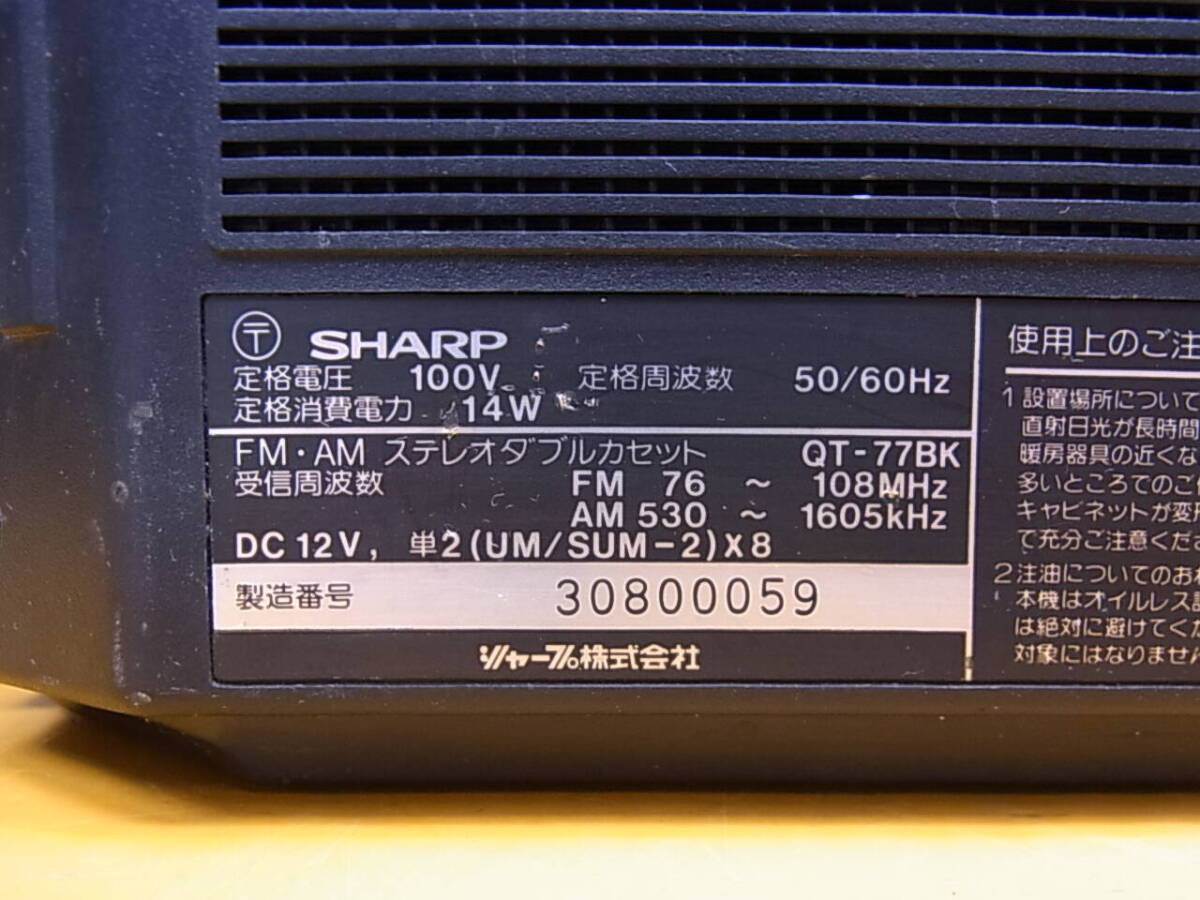 〒 SHARP
定格電圧 100V 定格周波数 50/60Hz
定格消費電力 14W
FM・AM ステレオダブルカセット QT-77BK
受信周波数 FM 76 ~ 108MHz
AM 530 ~ 1605kHz
DC 12V, 単2(UM/SUM-2)X8
製造番号 30800059
シャープ株式会社
使用上のご注
1 設置場所について
直射日光が長時間
暖房器具の近くな
多いところでのご
キャビネットが変
て充分ご注意くだ
2 注油についてのお
本機はオイルレス
は絶対に避けてく
対象にはなりませ